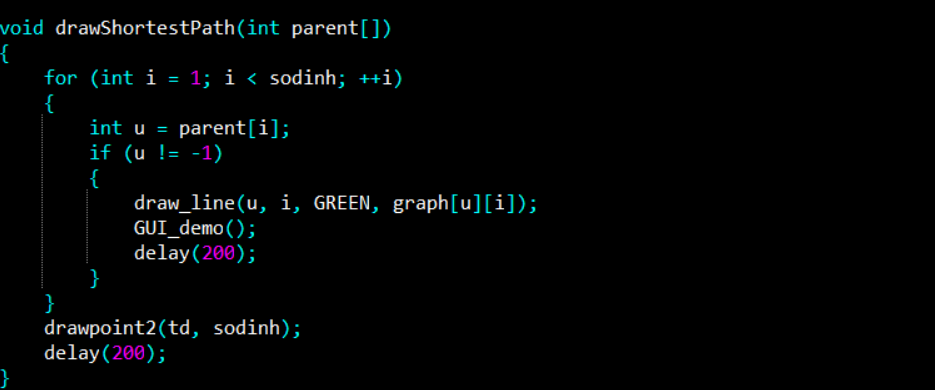 void drawShortestPath(int parent[])
{
    for (int i = 1; i < sodinh; ++i)
    {
        int u = parent[i];
        if (u != -1)
        {
            draw_line(u, i, GREEN, graph[u][i]);
            GUI_demo();
            delay(200);
        }
    }
    drawpoint2(td, sodinh);
    delay(200);
}